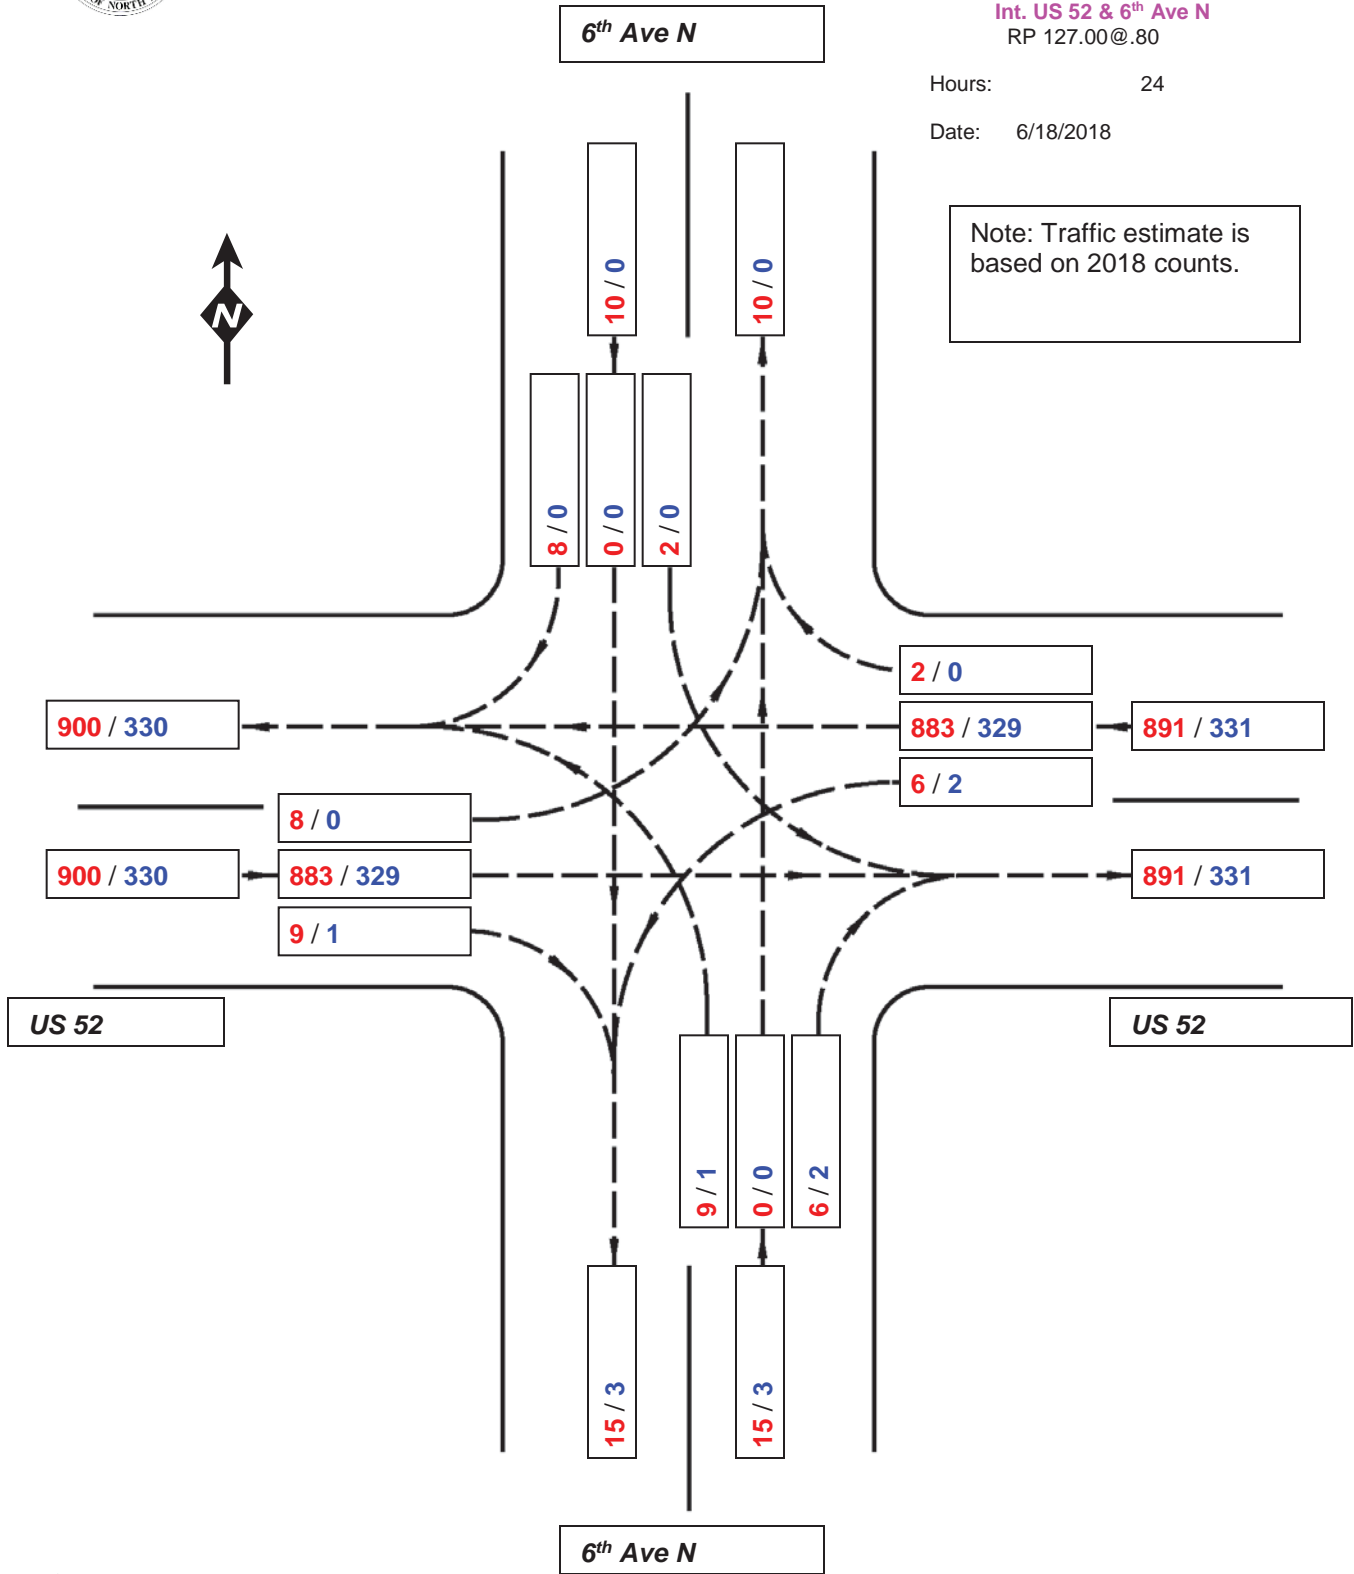 OF NORTH
Int. US 52 & 6th Ave N
RP 127.00@.80
6th Ave N
Hours: 24
Date: 6/18/2018
Note: Traffic estimate is
based on 2018 counts.
10 / 0
10 / 0
8 / 0
0 / 0
2 / 0
2 / 0
900 / 330
883 / 329
891 / 331
6 / 2
8 / 0
900 / 330
883 / 329
891 / 331
9 / 1
US 52
US 52
9 / 1
0 / 0
6 / 2
15 / 3
15 / 3
6th Ave N
N